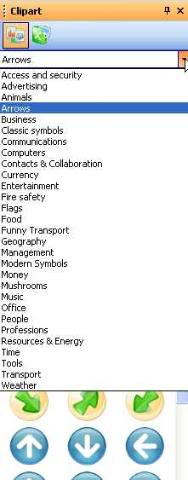 Clipart
Arrows
Access and security
Advertising
Animals
Arrows
Business
Classic symbols
Communications
Computers
Contacts & Collaboration
Currency
Entertainment
Fire safety
Flags
Food
Funny Transport
Geography
Management
Modern Symbols
Money
Mushrooms
Music
Office
People
Professions
Resources & Energy
Time
Tools
Transport
Weather